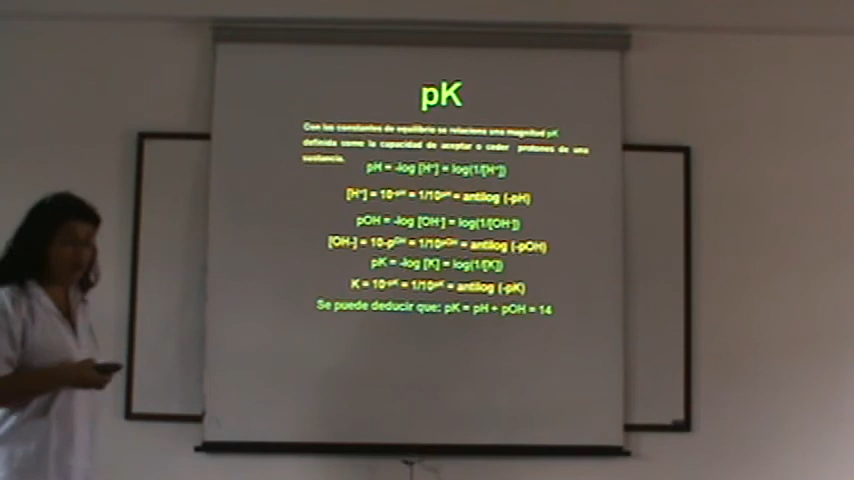 pK
Con las constantes de equilibrio se relaciona una magnitud pK
definida como la capacidad de aceptar o ceder protones de una
sustancia.
pH = -log [H⁺] = log(1/[H⁺])
[H⁺] = 10⁻ᵖᴴ = 1/10ᵖᴴ = antilog (-pH)
pOH = -log [OH⁻] = log(1/[OH⁻])
[OH-] = 10-pᴼᴴ = 1/10ᵖᴼᴴ = antilog (-pOH)
pK = -log [K] = log(1/[K])
K = 10⁻ᵖᴷ = 1/10ᵖᴷ = antilog (-pK)
Se puede deducir que: pK = pH + pOH = 14